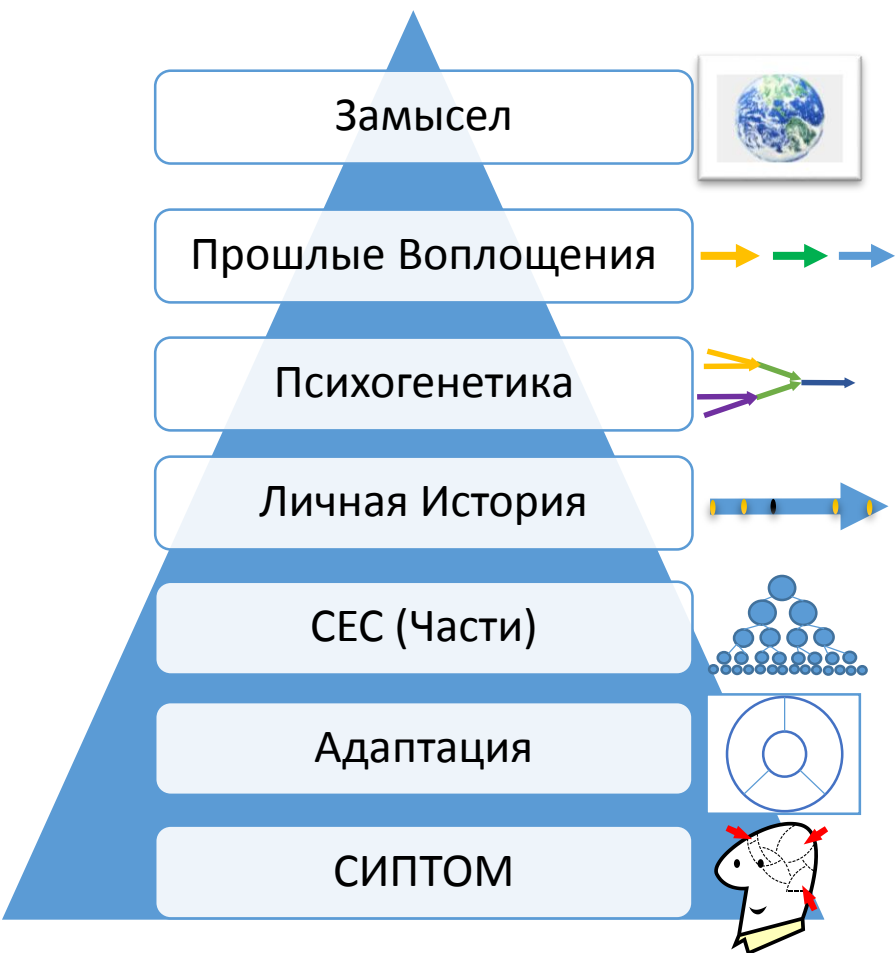 Замысел
Прошлые Воплощения
Психогенетика
Личная История
СЕС (Части)
Адаптация
СИПТОМ